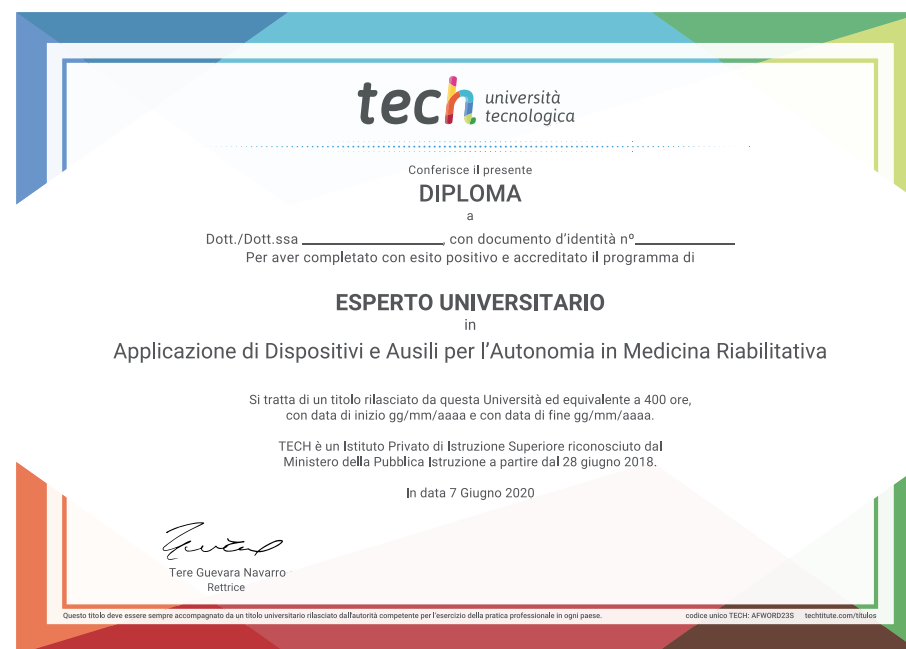 tech università
tecnologica
Conferisce il presente
DIPLOMA
a
Dott./Dott.ssa ____________________, con documento d'identità nº______________
Per aver completato con esito positivo e accreditato il programma di
ESPERTO UNIVERSITARIO
in
Applicazione di Dispositivi e Ausili per l'Autonomia in Medicina Riabilitativa
Si tratta di un titolo rilasciato da questa Università ed equivalente a 400 ore,
con data di inizio gg/mm/aaaa e con data di fine gg/mm/aaaa.
TECH è un Istituto Privato di Istruzione Superiore riconosciuto dal
Ministero della Pubblica Istruzione a partire dal 28 giugno 2018.
In data 7 Giugno 2020
Tere Guevara Navarro
Rettrice
Questo titolo deve essere sempre accompagnato da un titolo universitario rilasciato dall'autorità competente per l'esercizio della pratica professionale in ogni paese.
codice unico TECH: AFWORD23S techtitute.com/titulos